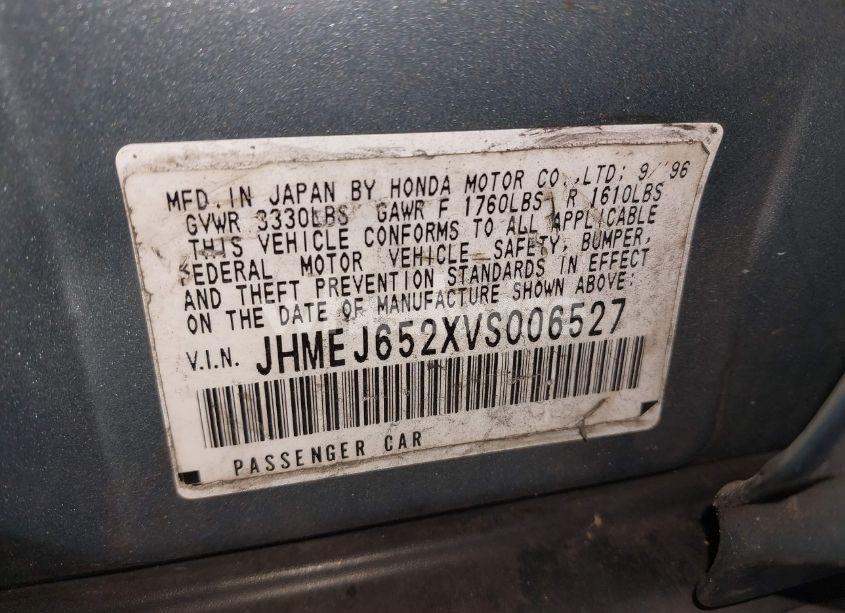 MFD. IN JAPAN BY HONDA MOTOR CO.,LTD; 9/'96
GVWR 3330LBS GAWR F 1760LBS R 1610LBS
THIS VEHICLE CONFORMS TO ALL APPLICABLE
FEDERAL MOTOR VEHICLE SAFETY, BUMPER,
AND THEFT PREVENTION STANDARDS IN EFFECT
ON THE DATE OF MANUFACTURE SHOWN ABOVE;
V.I.N. JHMEJ652XVS006527
PASSENGER CAR